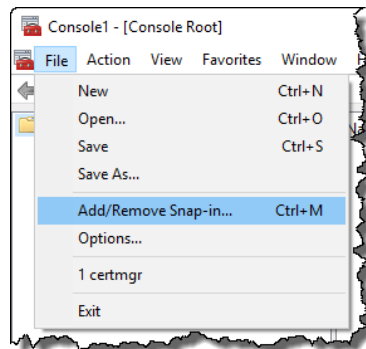 Console1 - [Console Root]
File Action View Favorites Window
New Ctrl+N
Open... Ctrl+O
Save Ctrl+S
Save As...
Add/Remove Snap-in... Ctrl+M
Options...
1 certmgr
Exit